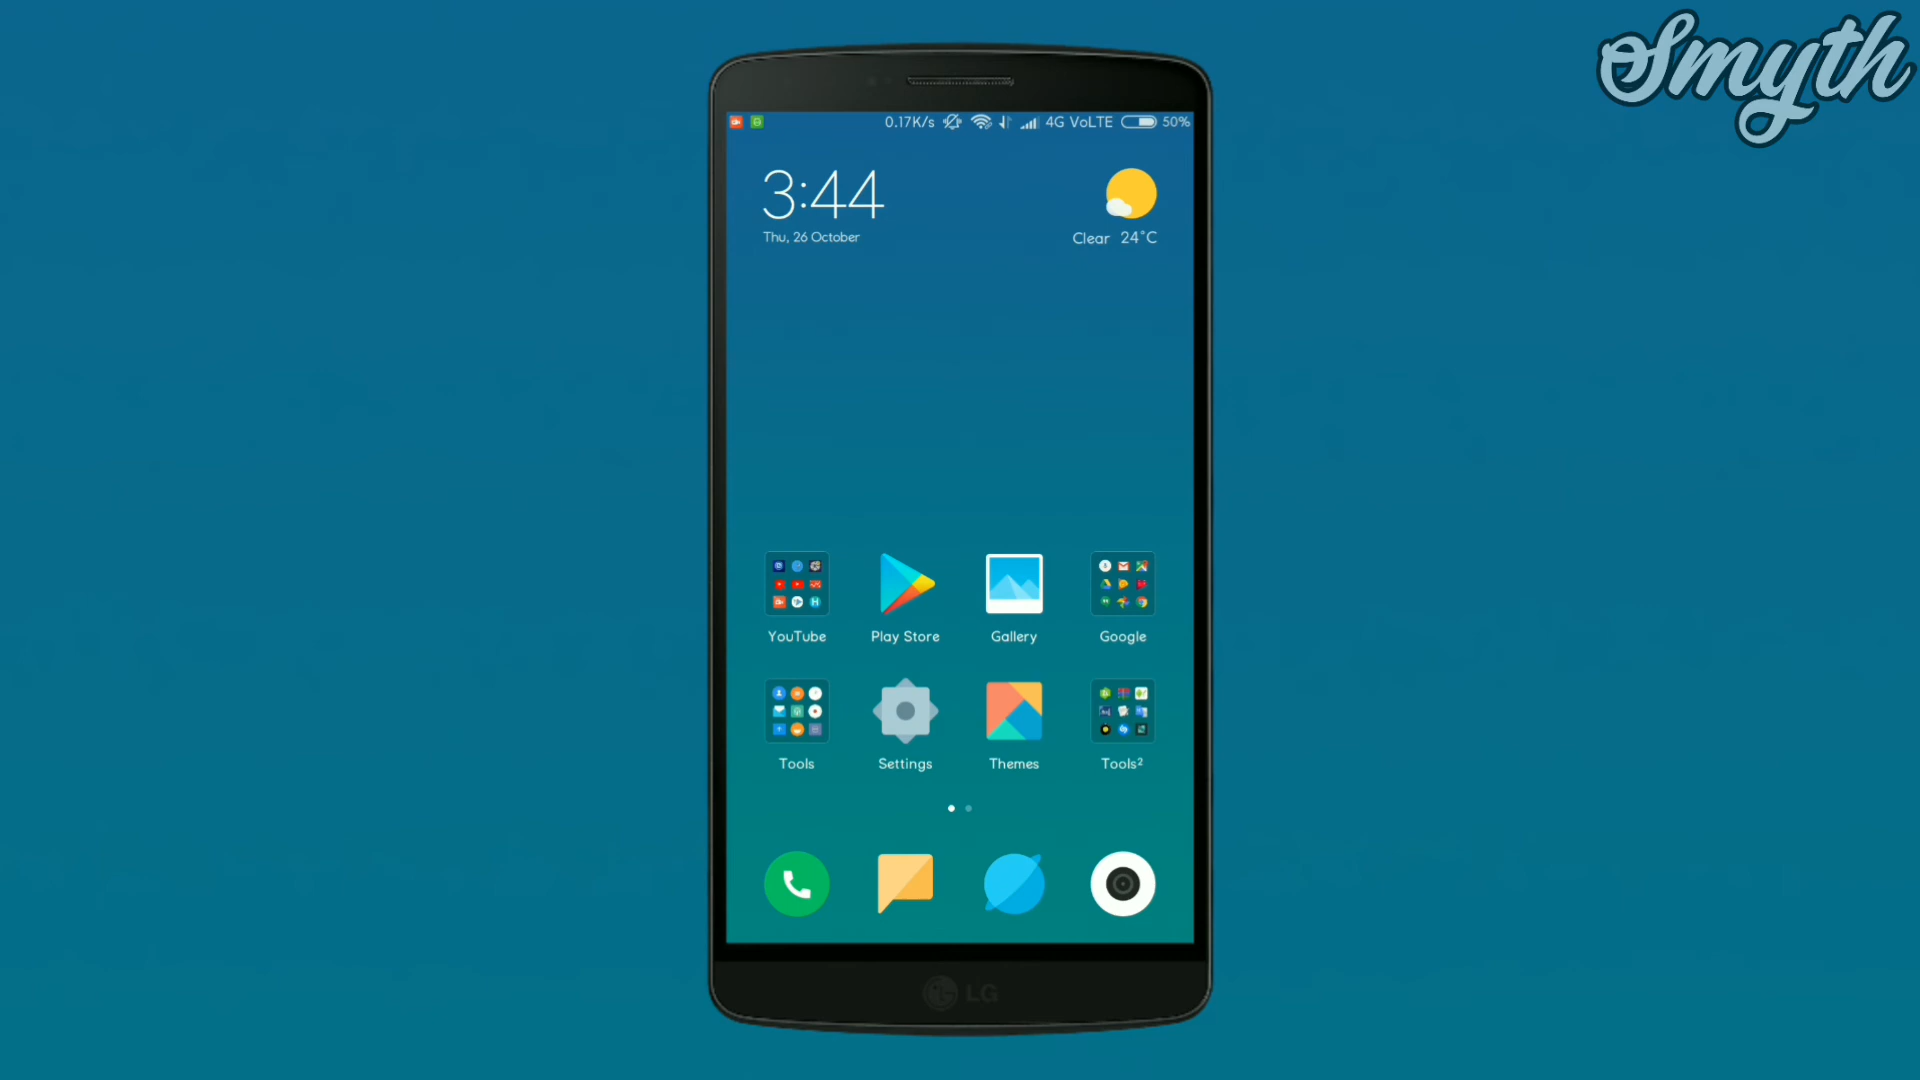 Smyth
0.17K/s 4G VoLTE 50%
3:44
Thu, 26 October
Clear 24°C
YouTube Play Store Gallery Google
Tools Settings Themes Tools²
LG